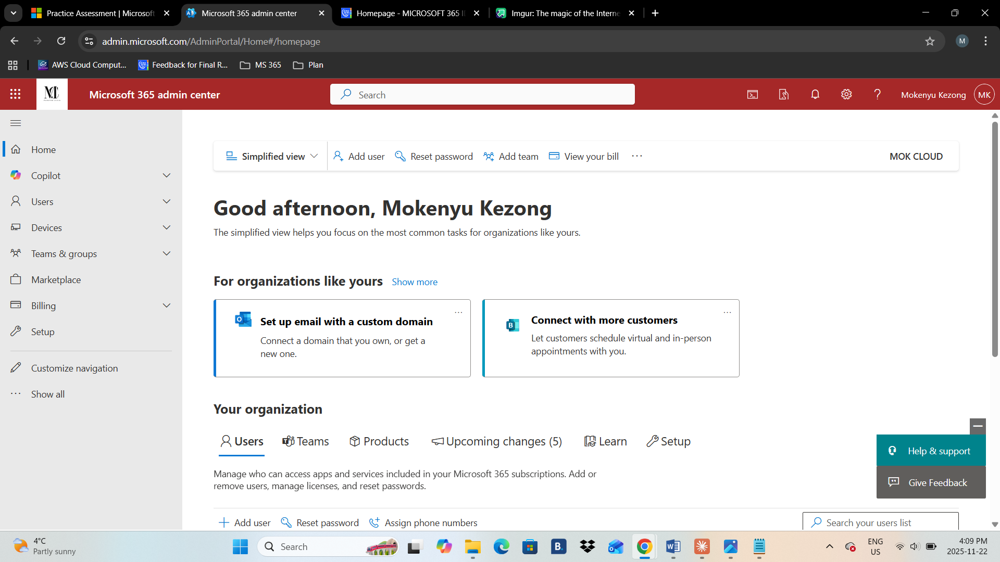 Practice Assessment | Microsoft
Microsoft 365 admin center
Homepage - MICROSOFT 365 I
Imgur: The magic of the Interne
admin.microsoft.com/AdminPortal/Home#/homepage
M
AWS Cloud Comput...
Feedback for Final R...
MS 365
Plan
Microsoft 365 admin center
Search
Mokenyu Kezong
MK
Home
Copilot
Users
Devices
Teams & groups
Marketplace
Billing
Setup
Customize navigation
Show all
Simplified view
Add user
Reset password
Add team
View your bill
MOK CLOUD
Good afternoon, Mokenyu Kezong
The simplified view helps you focus on the most common tasks for organizations like yours.
For organizations like yours
Show more
Set up email with a custom domain
Connect a domain that you own, or get a
new one.
Connect with more customers
Let customers schedule virtual and in-person
appointments with you.
Your organization
Users
Teams
Products
Upcoming changes (5)
Learn
Setup
Manage who can access apps and services included in your Microsoft 365 subscriptions. Add or
remove users, manage licenses, and reset passwords.
Add user
Reset password
Assign phone numbers
Search your users list
Help & support
Give Feedback
4°C
Partly sunny
Search
ENG
US
4:09 PM
2025-11-22